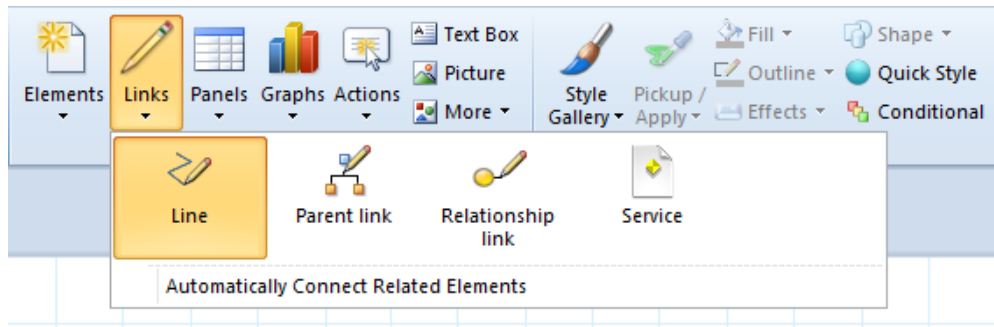 Elements
Links
Panels
Graphs
Actions
Text Box
Picture
More
Style
Gallery
Pickup /
Apply
Fill
Outline
Effects
Shape
Quick Style
Conditional
Line
Parent link
Relationship
link
Service
Automatically Connect Related Elements